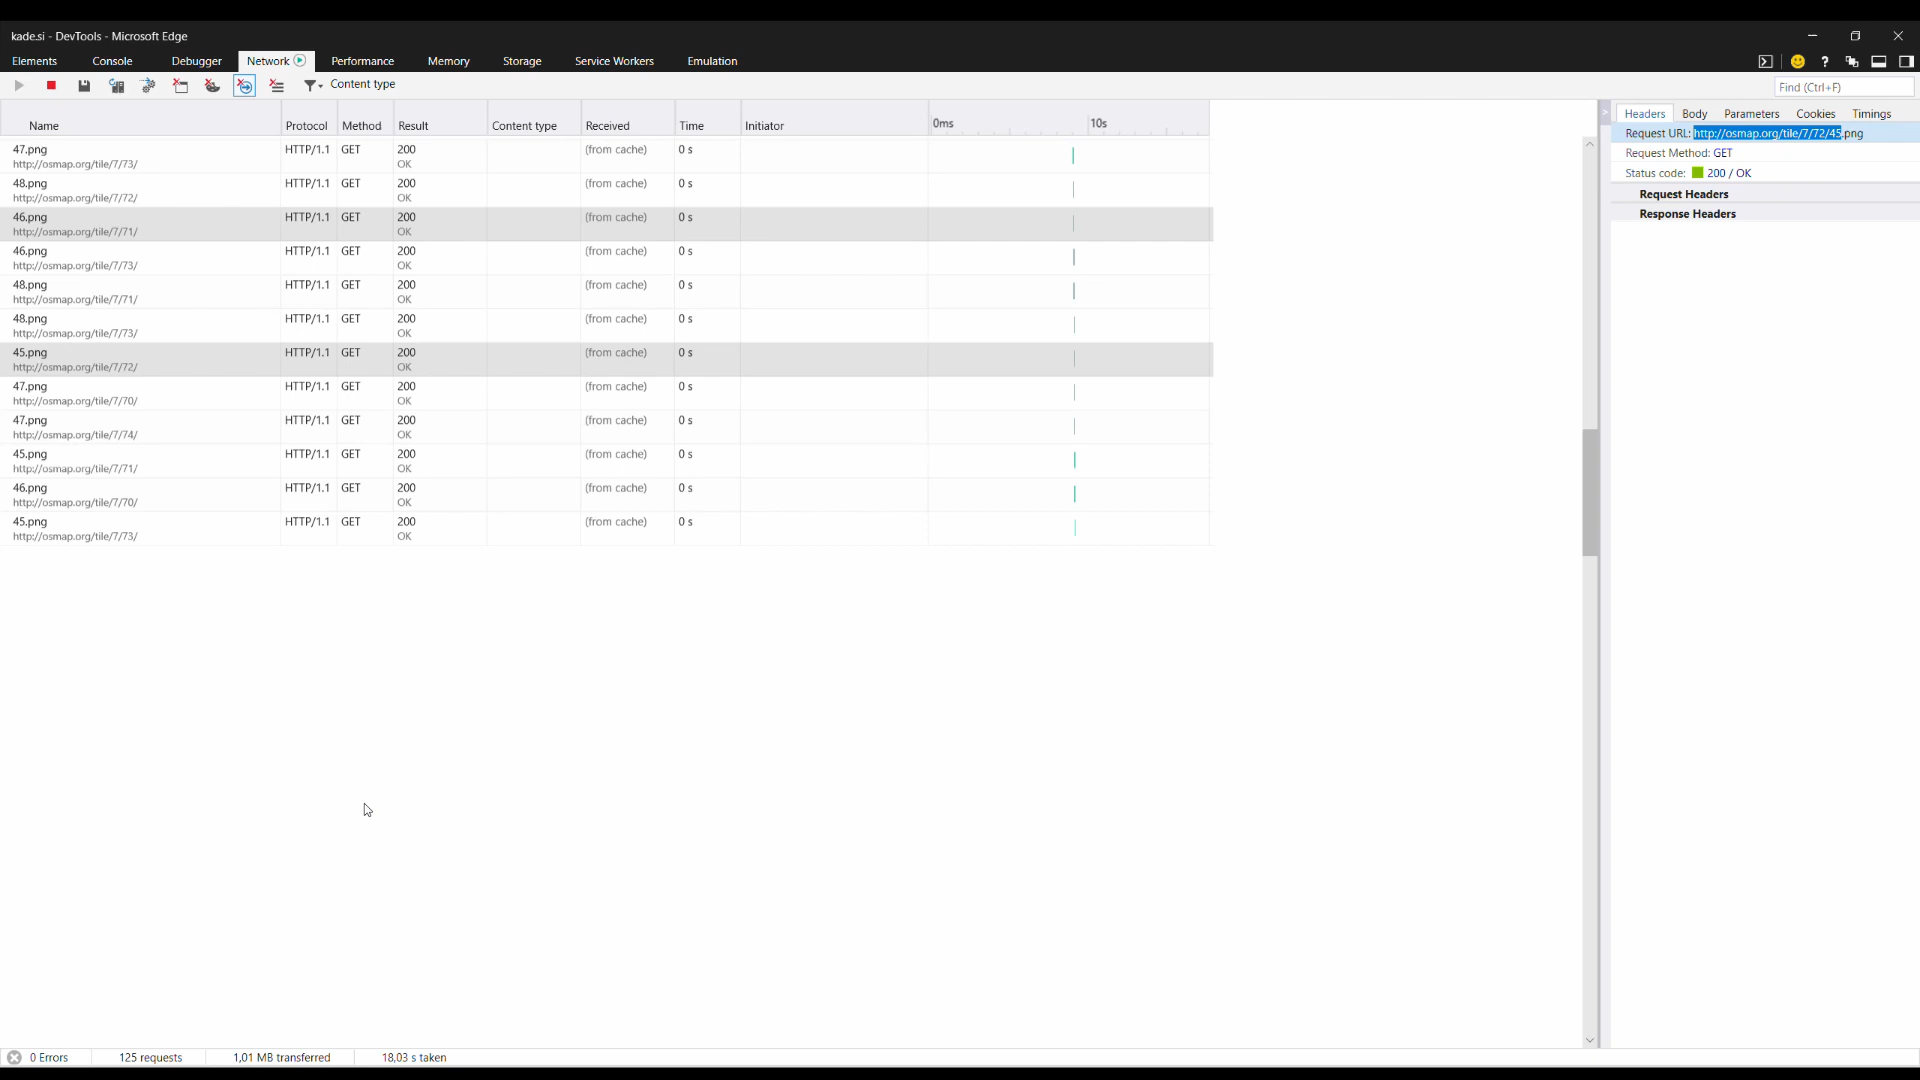 kade.si - DevTools - Microsoft Edge
Elements Console Debugger Network Performance Memory Storage Service Workers Emulation
Content type
Find (Ctrl+F)
Name Protocol Method Result Content type Received Time Initiator 0ms 10s
Headers Body Parameters Cookies Timings
Request URL: http://osmap.org/tile/7/72/45.png
Request Method: GET
Status code: 200 / OK
Request Headers
Response Headers
47.png HTTP/1.1 GET 200 (from cache) 0 s
http://osmap.org/tile/7/73/ OK
48.png HTTP/1.1 GET 200 (from cache) 0 s
http://osmap.org/tile/7/72/ OK
46.png HTTP/1.1 GET 200 (from cache) 0 s
http://osmap.org/tile/7/71/ OK
46.png HTTP/1.1 GET 200 (from cache) 0 s
http://osmap.org/tile/7/73/ OK
48.png HTTP/1.1 GET 200 (from cache) 0 s
http://osmap.org/tile/7/71/ OK
48.png HTTP/1.1 GET 200 (from cache) 0 s
http://osmap.org/tile/7/73/ OK
45.png HTTP/1.1 GET 200 (from cache) 0 s
http://osmap.org/tile/7/72/ OK
47.png HTTP/1.1 GET 200 (from cache) 0 s
http://osmap.org/tile/7/70/ OK
47.png HTTP/1.1 GET 200 (from cache) 0 s
http://osmap.org/tile/7/74/ OK
45.png HTTP/1.1 GET 200 (from cache) 0 s
http://osmap.org/tile/7/71/ OK
46.png HTTP/1.1 GET 200 (from cache) 0 s
http://osmap.org/tile/7/70/ OK
45.png HTTP/1.1 GET 200 (from cache) 0 s
http://osmap.org/tile/7/73/ OK
0 Errors 125 requests 1,01 MB transferred 18,03 s taken